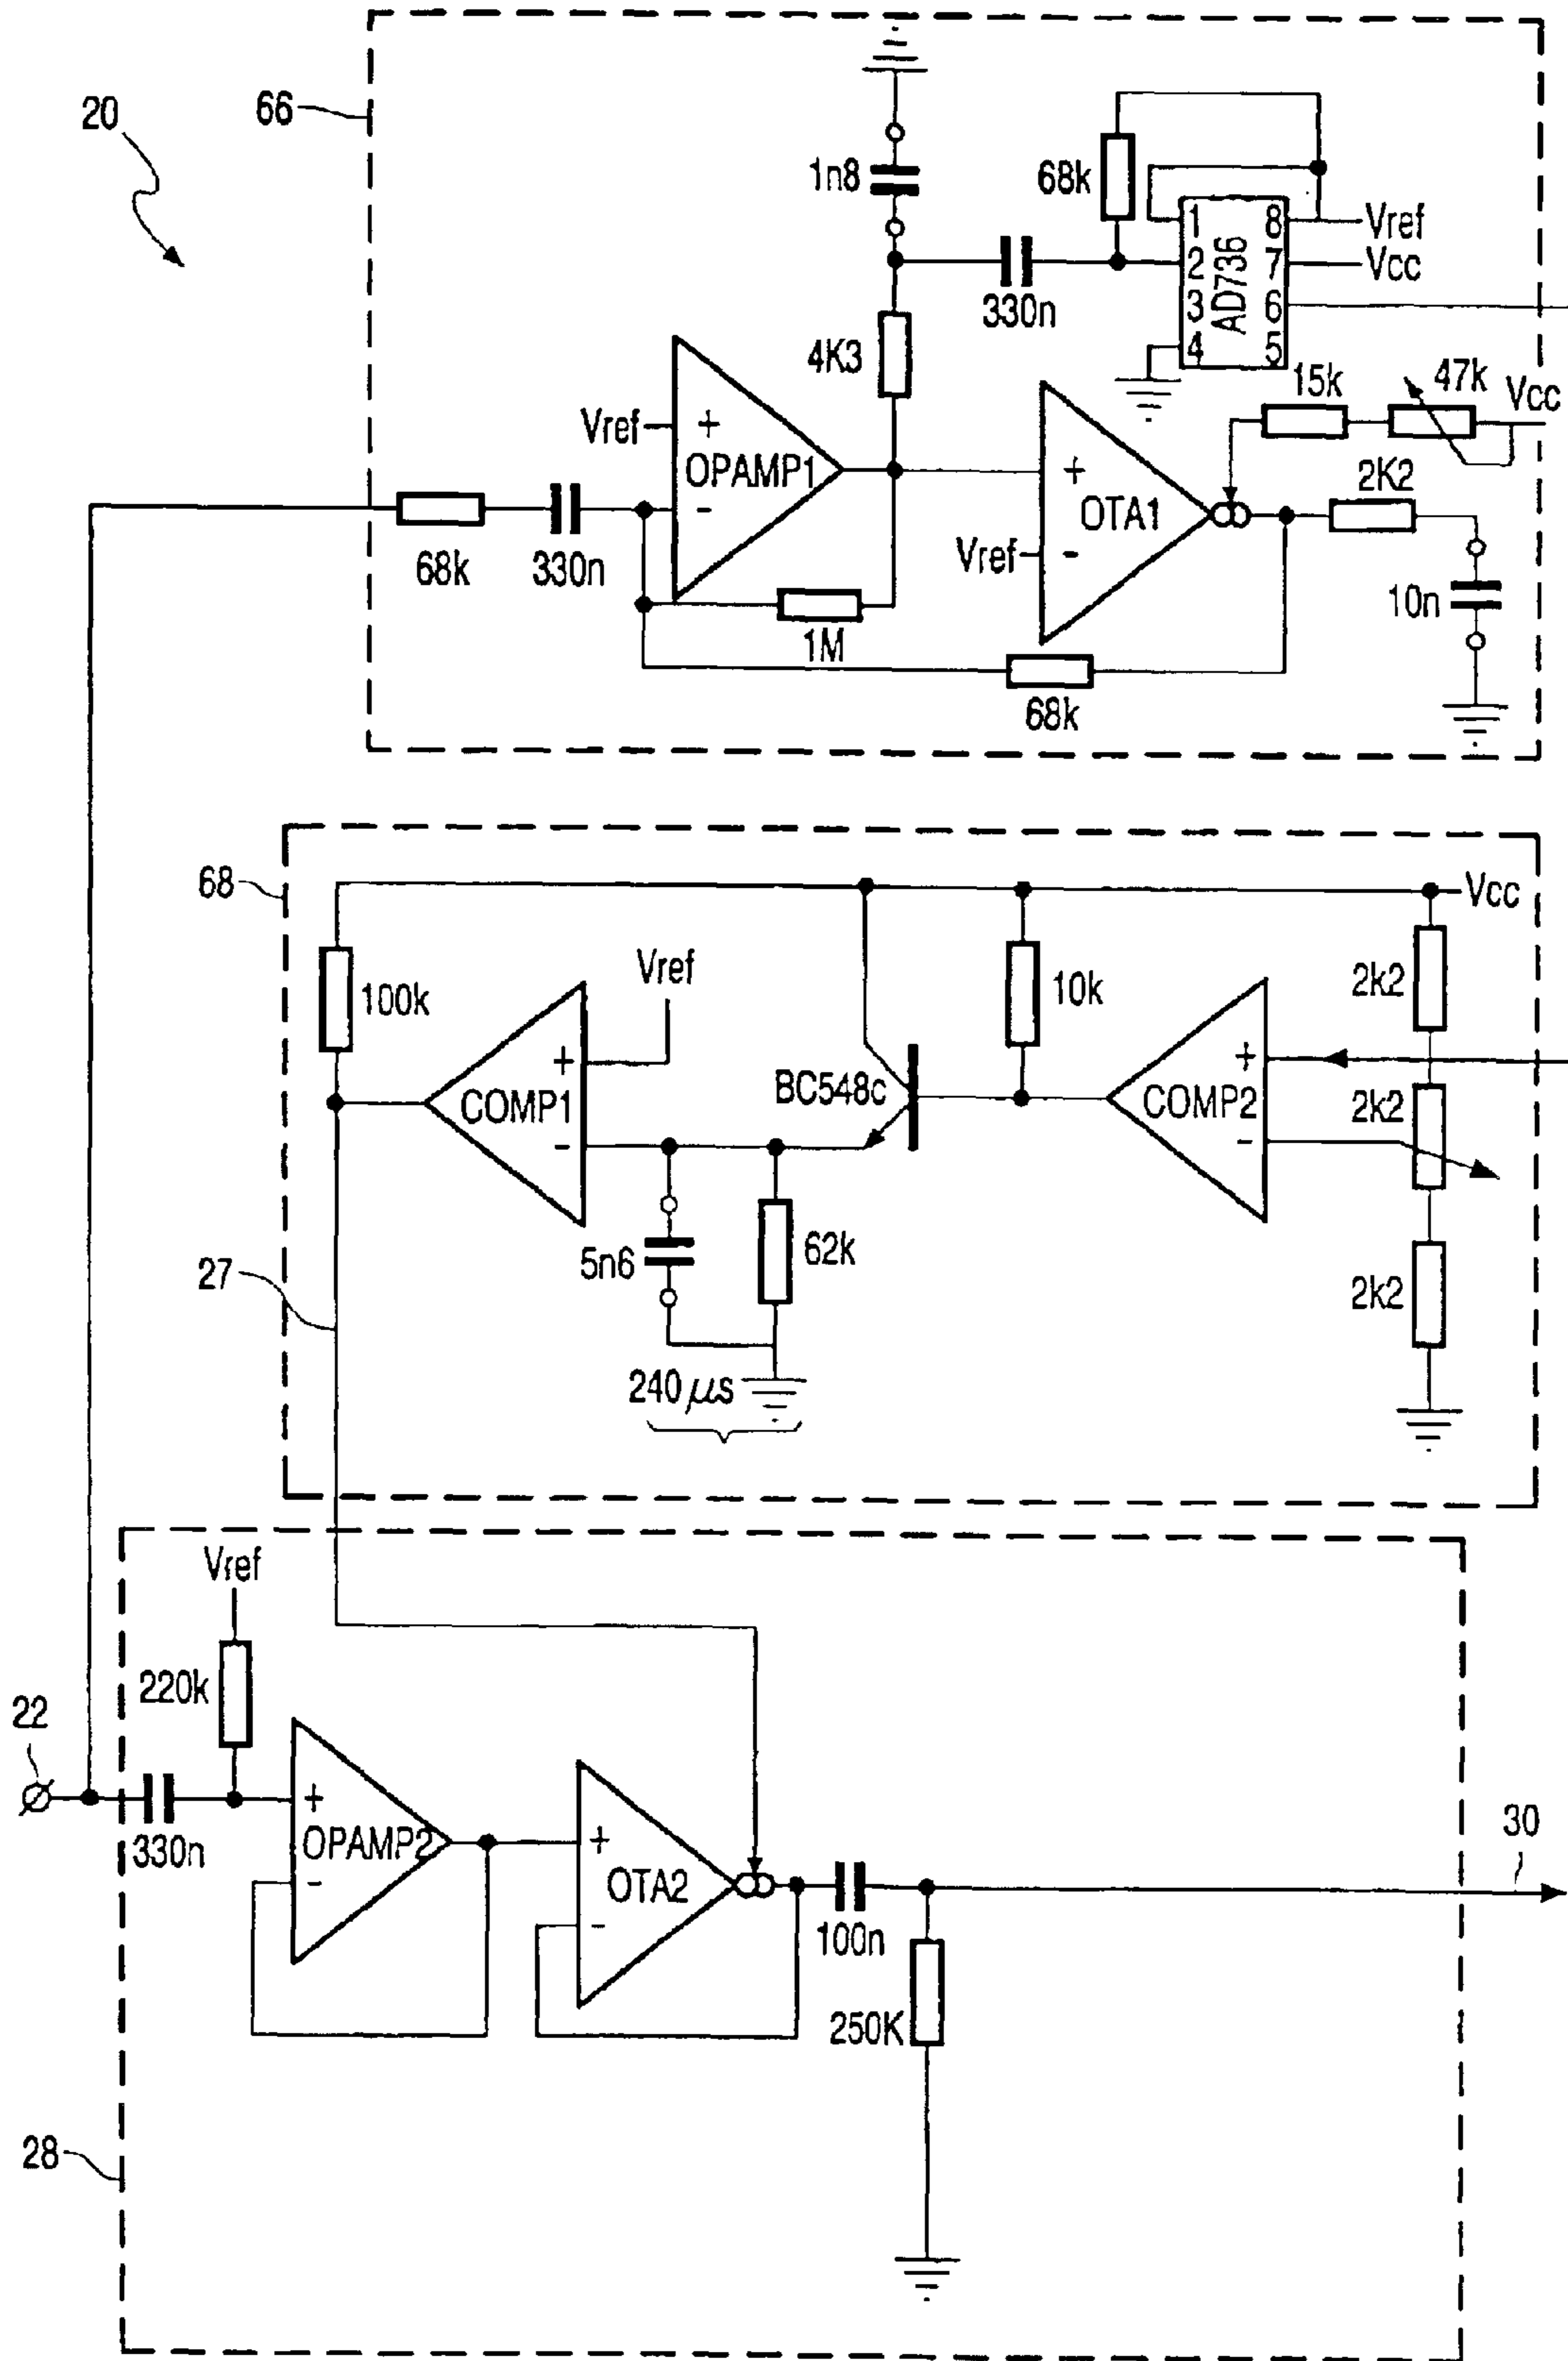 20
66
1n8
68k
330n
1
2
3
4
AD736
8
7
6
5
Vref
Vcc
4K3
15k
47k
Vcc
Vref
+
OPAMP1
-
+
OTA1
Vref
-
2K2
68k
330n
1M
10n
68k
68
Vcc
100k
Vref
+
COMP1
-
BC548c
10k
+
COMP2
-
2k2
2k2
2k2
5n6
62k
27
240 μs
Vref
220k
22
330n
+
OPAMP2
-
+
OTA2
-
100n
30
250K
28